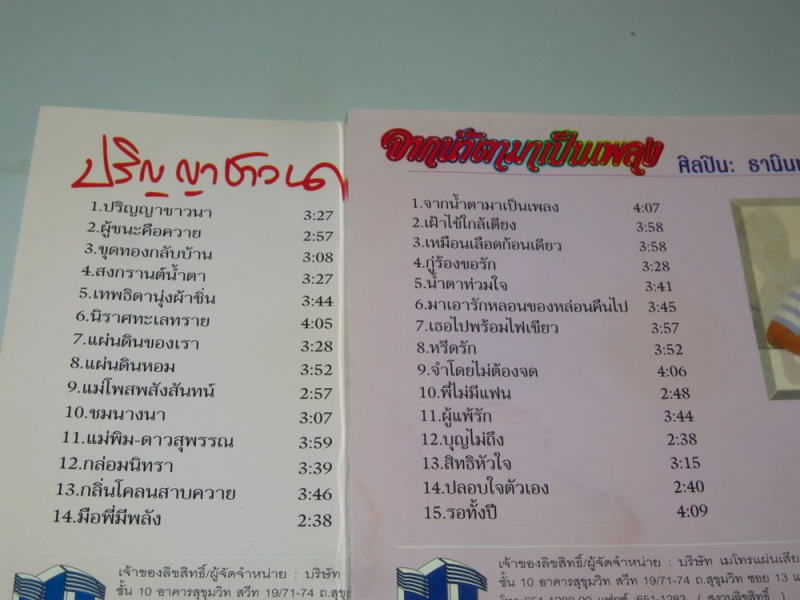 ปริญญาชาวนา
1.ปริญญาชาวนา 3:27
2.ผู้ชนะคือควาย 2:57
3.ขุดทองกลับบ้าน 3:08
4.สงกรานต์น้ำตา 3:27
5.เทพธิดานุ่งผ้าซิ่น 3:44
6.นิราศทะเลทราย 4:05
7.แผ่นดินของเรา 3:28
8.แผ่นดินหอม 3:52
9.แม่โพสพสังสันทน์ 2:57
10.ชมนางนา 3:07
11.แม่พิม-ดาวสุพรรณ 3:59
12.กล่อมนิทรา 3:39
13.กลิ่นโคลนสาบควาย 3:46
14.มือพี่มีพลัง 2:38
เจ้าของลิขสิทธิ์/ผู้จัดจำหน่าย : บริษัท
ชั้น 10 อาคารสุขุมวิท สวีท 19/71-74 ถ.สุขุ
จากน้ำตามาเป็นเพลง ศิลปิน: ธานินท
1.จากน้ำตามาเป็นเพลง 4:07
2.เฝ้าไข้ใกล้เตียง 3:58
3.เหมือนเลือดก้อนเดียว 3:58
4.กู่ร้องขอรัก 3:28
5.น้ำตาท่วมใจ 3:41
6.มาเอารักหลอนของหล่อนคืนไป 3:45
7.เธอไปพร้อมไฟเขียว 3:57
8.หรีดรัก 3:52
9.จำโดยไม่ต้องจด 4:06
10.พี่ไม่มีแฟน 2:48
11.ผู้แพ้รัก 3:44
12.บุญไม่ถึง 2:38
13.สิทธิหัวใจ 3:15
14.ปลอบใจตัวเอง 2:40
15.รอทั้งปี 4:09
เจ้าของลิขสิทธิ์/ผู้จัดจำหน่าย : บริษัท เมโทรแผ่นเสีย
ชั้น 10 อาคารสุขุมวิท สวีท 19/71-74 ถ.สุขุมวิท ซอย 13 แ